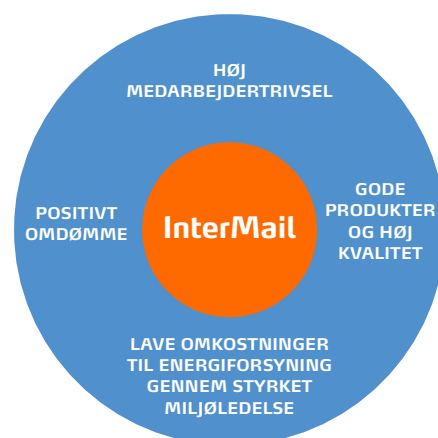 HØJ
MEDARBEJDERTRIVSEL
POSITIVT
OMDØMME
InterMail
GODE
PRODUKTER
OG HØJ
KVALITET
LAVE OMKOSTNINGER
TIL ENERGIFORSYNING
GENNEM STYRKET
MILJØLEDELSE